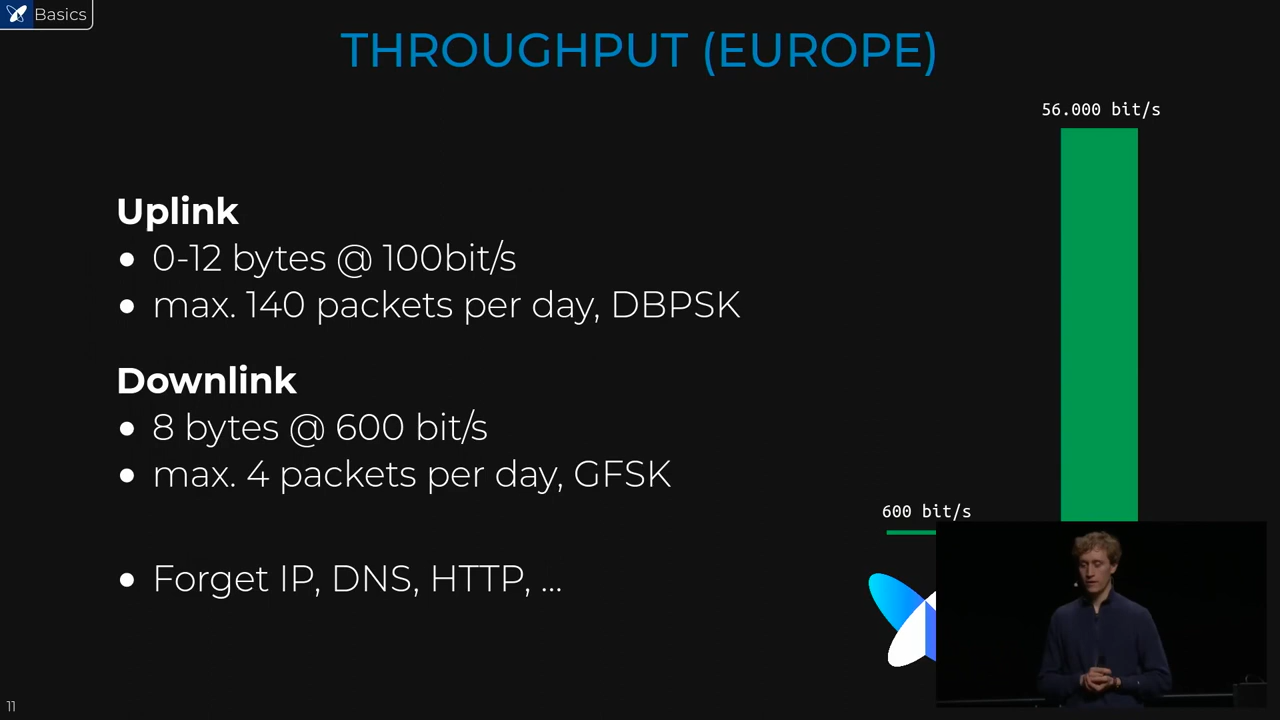 Basics
THROUGHPUT (EUROPE)
56.000 bit/s
Uplink
• 0-12 bytes @ 100bit/s
• max. 140 packets per day, DBPSK
Downlink
• 8 bytes @ 600 bit/s
• max. 4 packets per day, GFSK
600 bit/s
• Forget IP, DNS, HTTP, ...
11